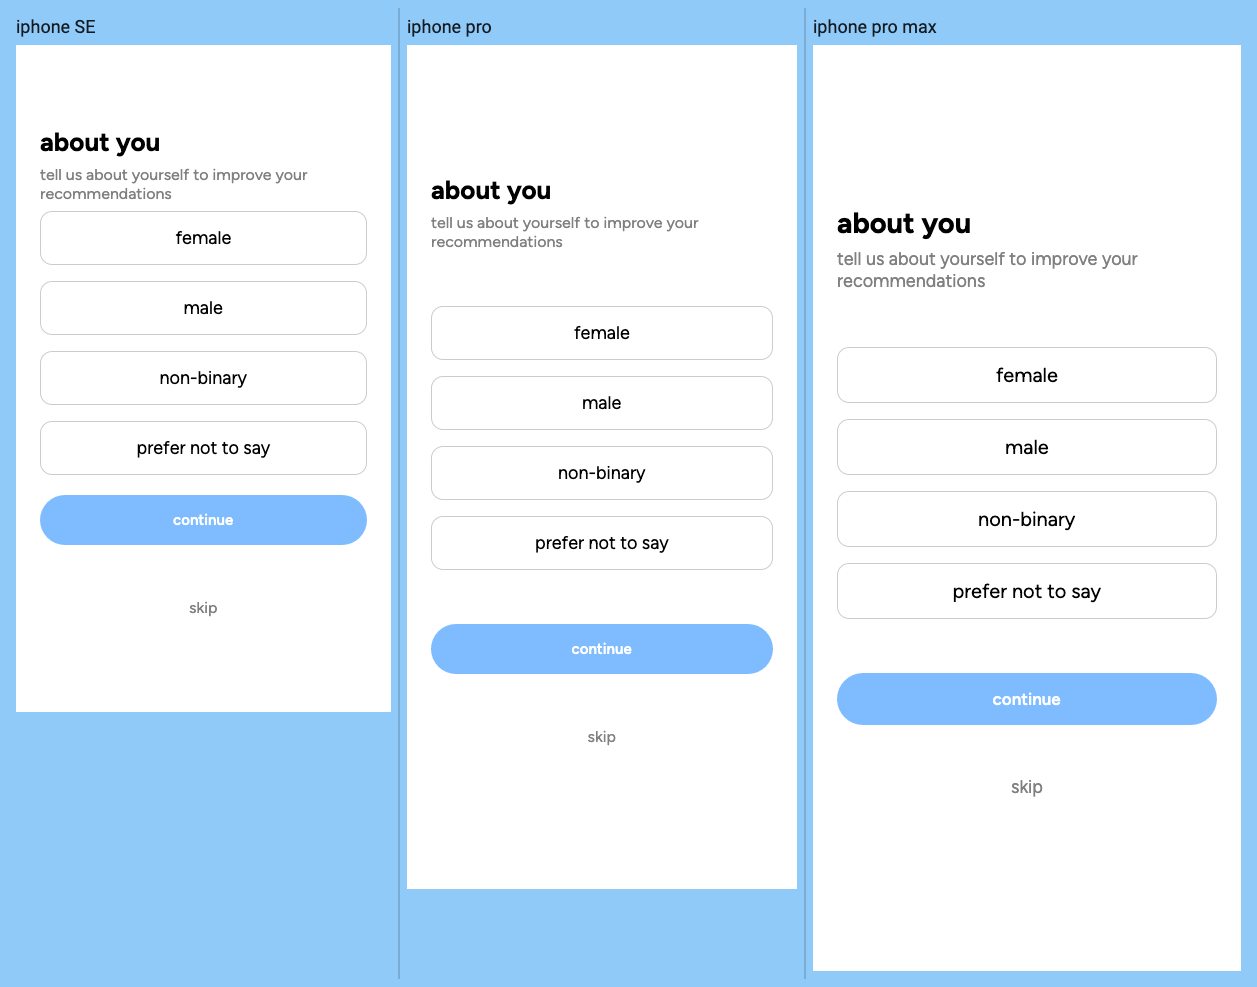 iphone SE
about you
tell us about yourself to improve your
recommendations
female
male
non-binary
prefer not to say
continue
skip
iphone pro
about you
tell us about yourself to improve your
recommendations
female
male
non-binary
prefer not to say
continue
skip
iphone pro max
about you
tell us about yourself to improve your
recommendations
female
male
non-binary
prefer not to say
continue
skip